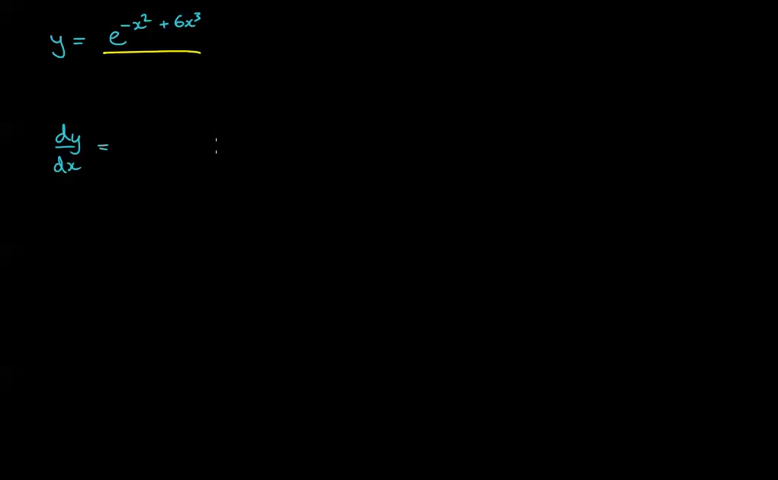 y = e^{-x² + 6x³}
dy/dx =